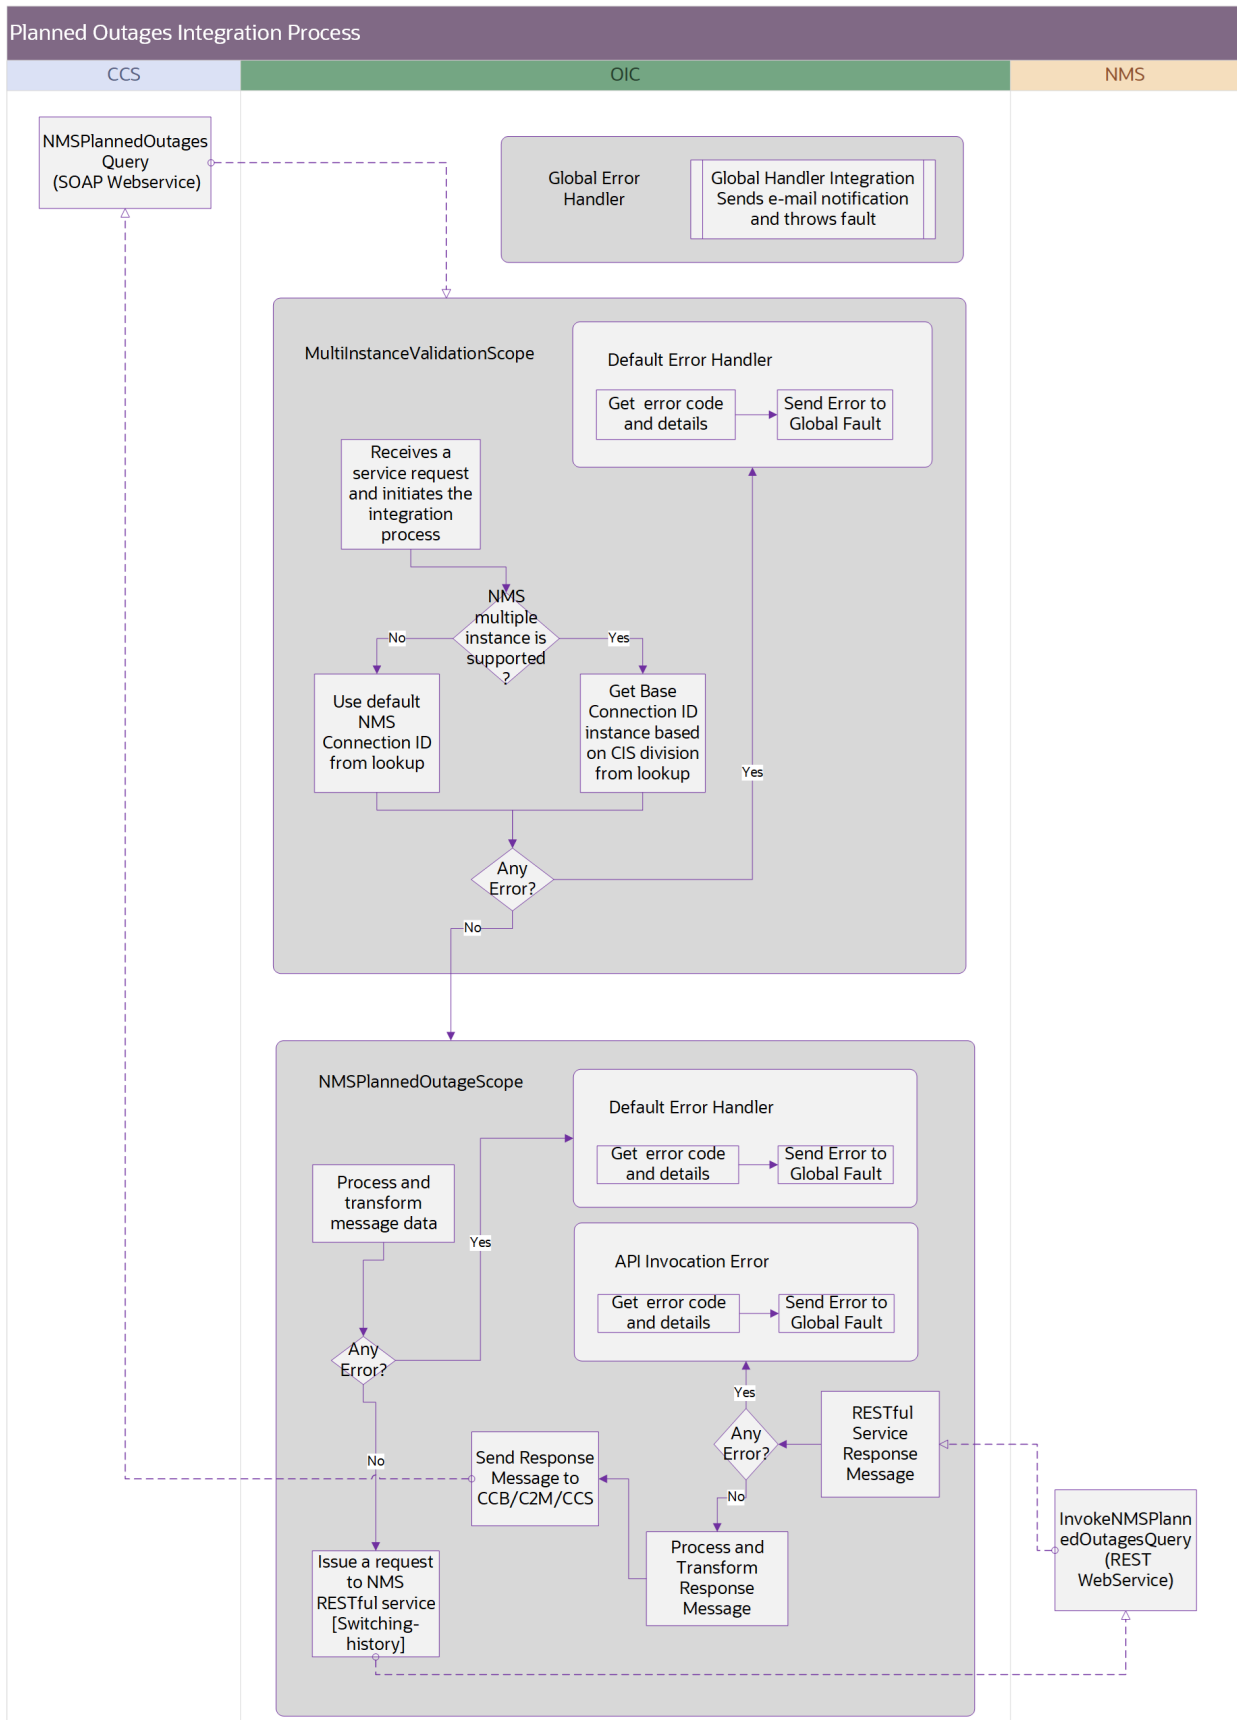 Planned Outages Integration Process
CCS
OIC
NMS
NMSPlannedOutages
Query
(SOAP Webservice)
Global Error
Handler
Global Handler Integration
Sends e-mail notification
and throws fault
MultiInstanceValidationScope
Default Error Handler
Get error code
and details
Send Error to
Global Fault
Receives a
service request
and initiates the
integration
process
NMS
multiple
instance is
supported
?
No
Yes
Use default
NMS
Connection ID
from lookup
Get Base
Connection ID
instance based
on CIS division
from lookup
Yes
Any
Error?
No
NMSPlannedOutageScope
Default Error Handler
Get error code
and details
Send Error to
Global Fault
Process and
transform
message data
Yes
API Invocation Error
Get error code
and details
Send Error to
Global Fault
Any
Error?
Yes
No
Any
Error?
RESTful
Service
Response
Message
Send Response
Message to
CCB/C2M/CCS
No
Process and
Transform
Response
Message
InvokeNMSPlann
edOutagesQuery
(REST
WebService)
Issue a request
to NMS
RESTful service
[Switching-
history]